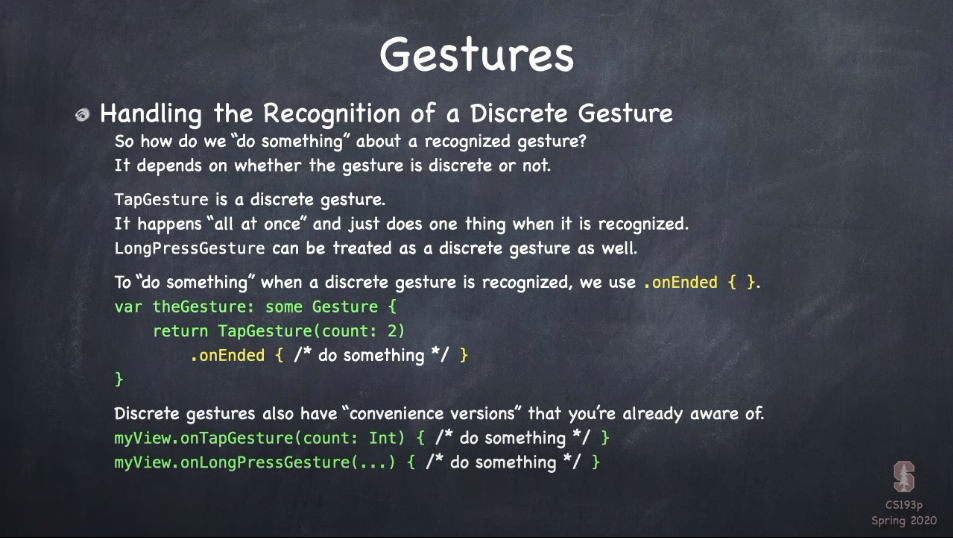 Gestures
Handling the Recognition of a Discrete Gesture
So how do we “do something” about a recognized gesture?
It depends on whether the gesture is discrete or not.
TapGesture is a discrete gesture.
It happens “all at once” and just does one thing when it is recognized.
LongPressGesture can be treated as a discrete gesture as well.
To “do something” when a discrete gesture is recognized, we use .onEnded { }.
var theGesture: some Gesture {
    return TapGesture(count: 2)
        .onEnded { /* do something */ }
}
Discrete gestures also have “convenience versions” that you’re already aware of.
myView.onTapGesture(count: Int) { /* do something */ }
myView.onLongPressGesture(...) { /* do something */ }
S
CS193p
Spring 2020